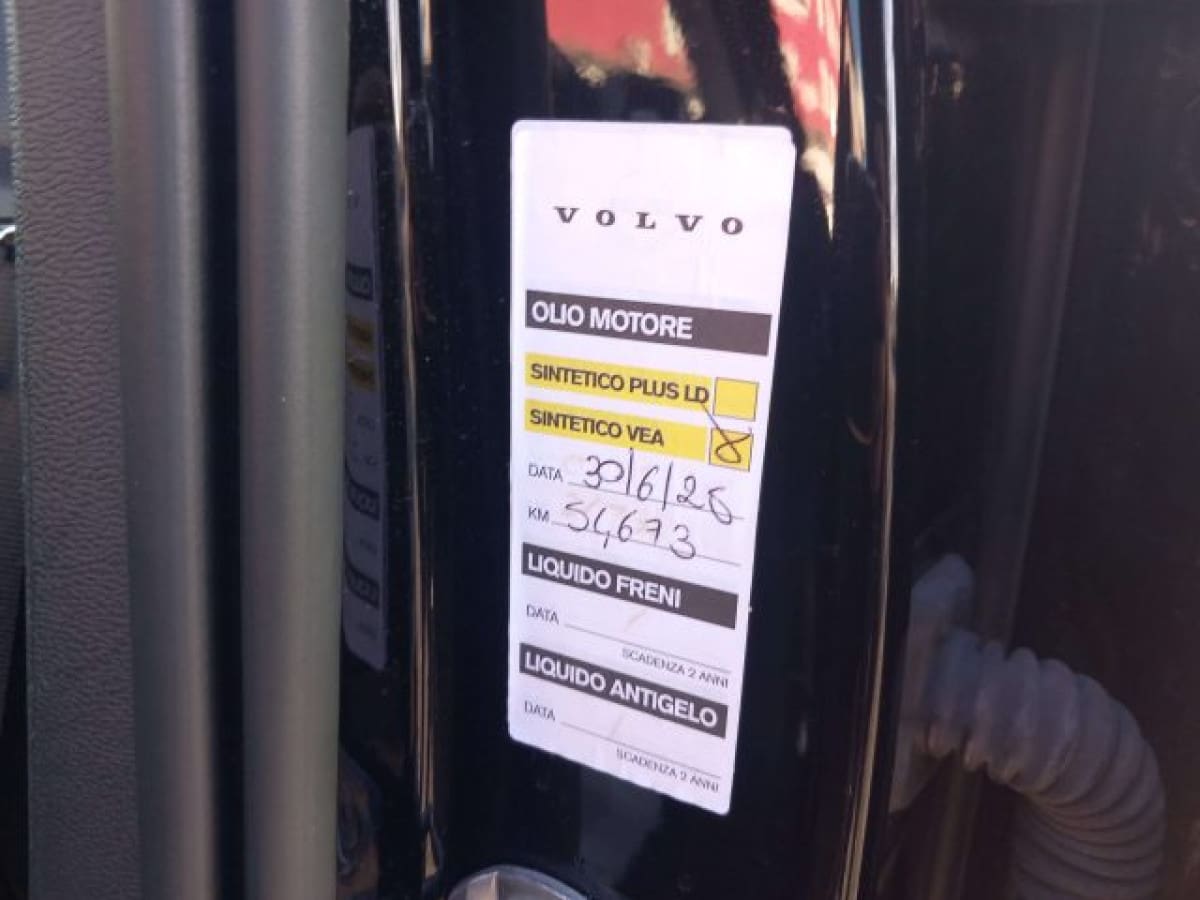 VOLVO
OLIO MOTORE
SINTETICO PLUS LD
SINTETICO VEA
DATA 30/6/25
KM 54673
LIQUIDO FRENI
DATA
SCADENZA 2 ANNI
LIQUIDO ANTIGELO
DATA
SCADENZA 2 ANNI